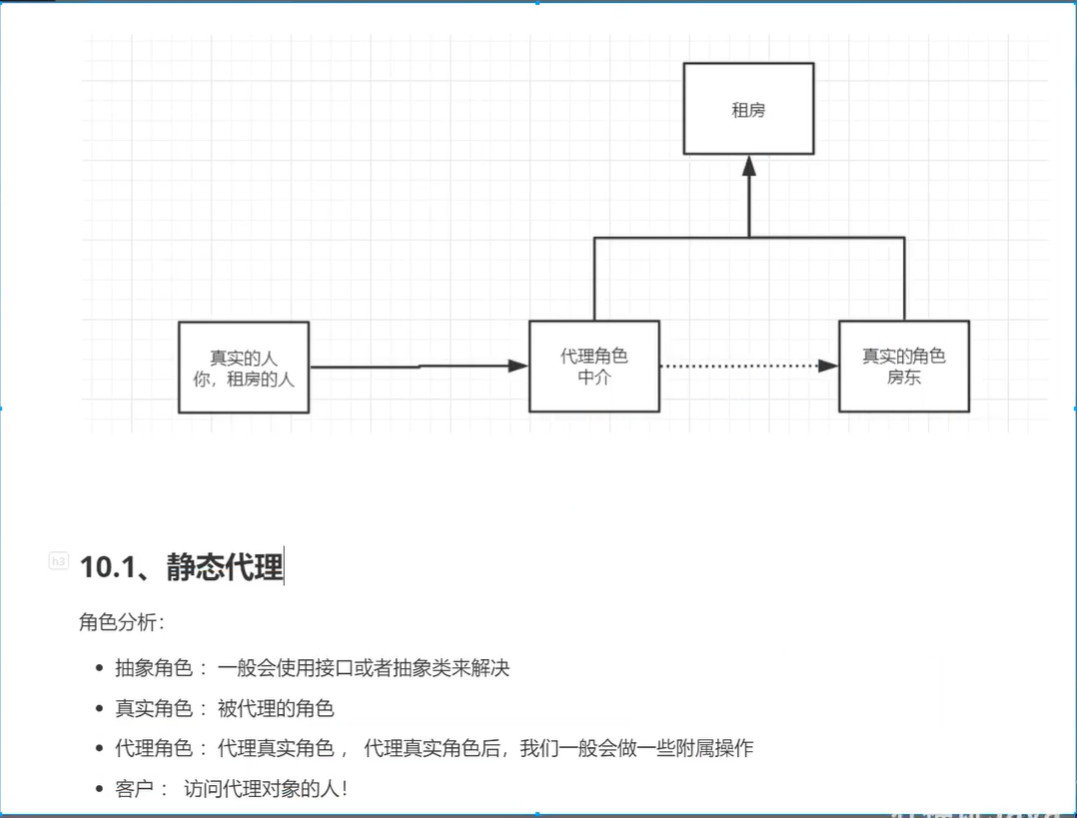 租房
真实的人
你，租房的人
代理角色
中介
真实的角色
房东
h3
10.1、静态代理
角色分析：
抽象角色 ： 一般会使用接口或者抽象类来解决
真实角色 ： 被代理的角色
代理角色 ： 代理真实角色 ， 代理真实角色后，我们一般会做一些附属操作
客户 ： 访问代理对象的人！